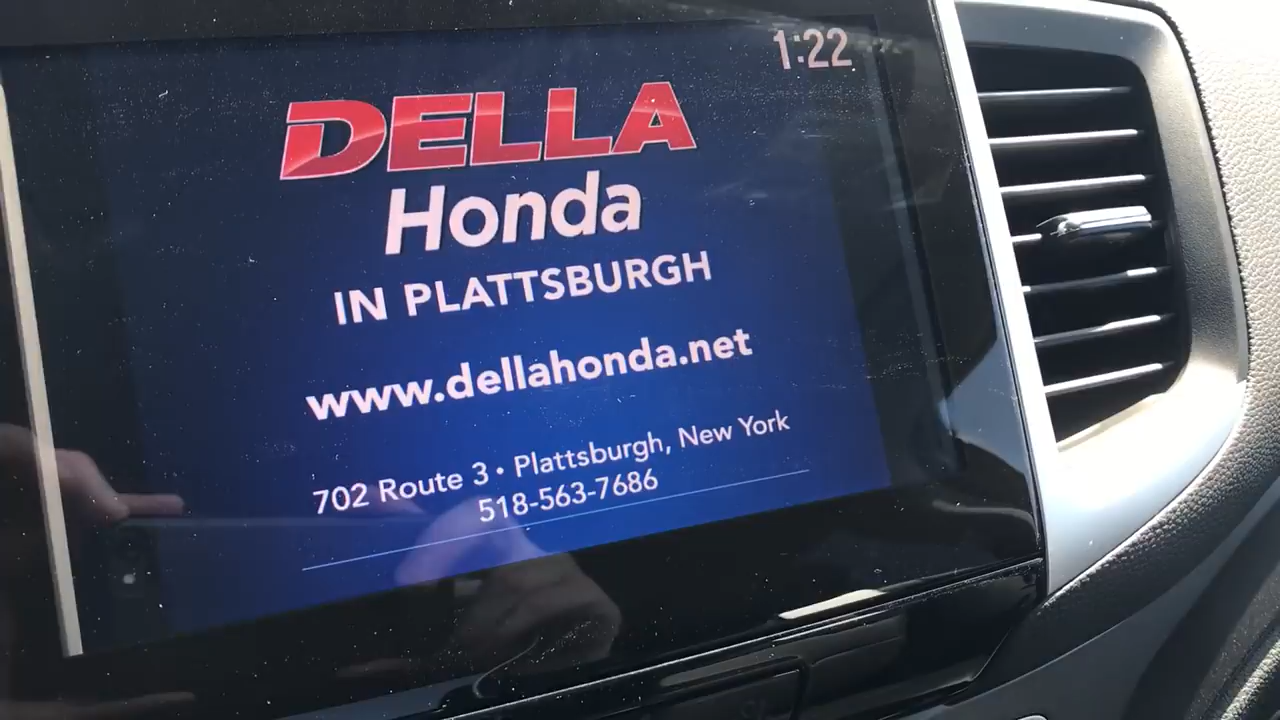 1:22
DELLA
Honda
IN PLATTSBURGH
www.dellahonda.net
702 Route 3 • Plattsburgh, New York
518-563-7686